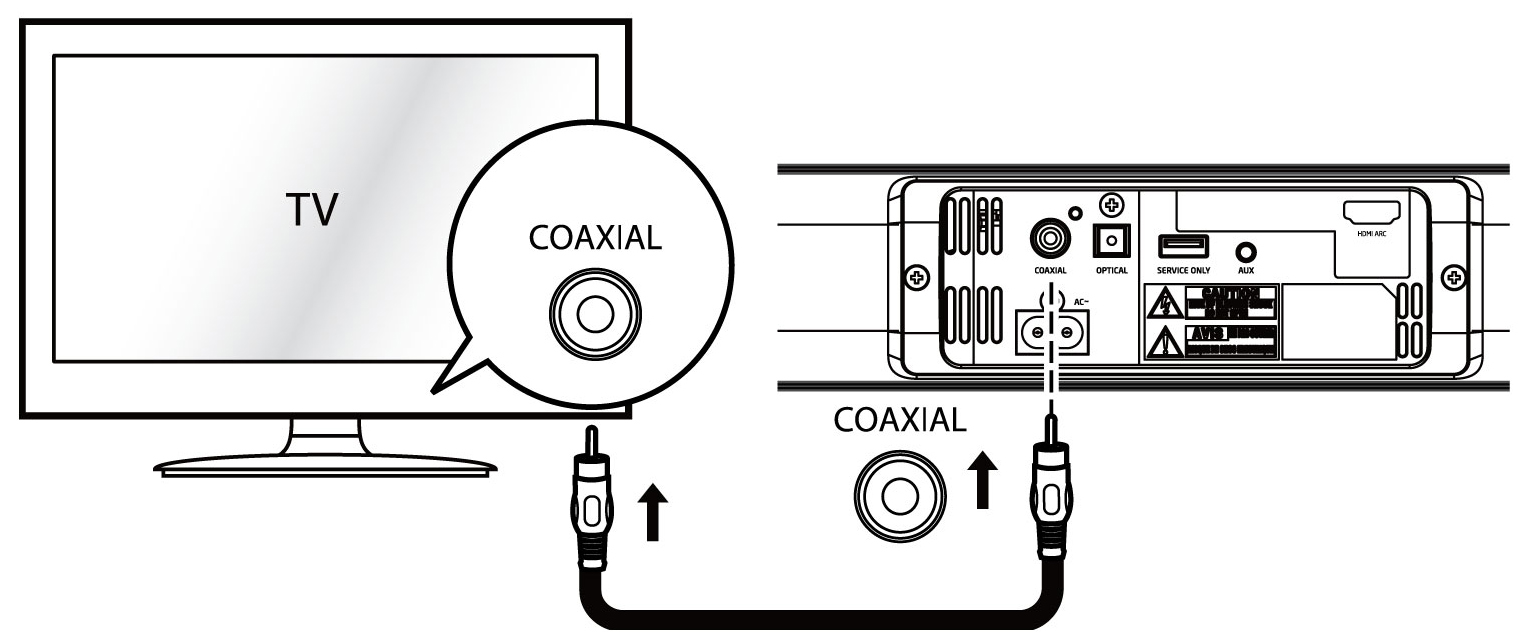 TV
COAXIAL
COAXIAL
OPTICAL
SERVICE ONLY
AUX
HDMI ARC
AC~
CAUTION
AVIS
COAXIAL